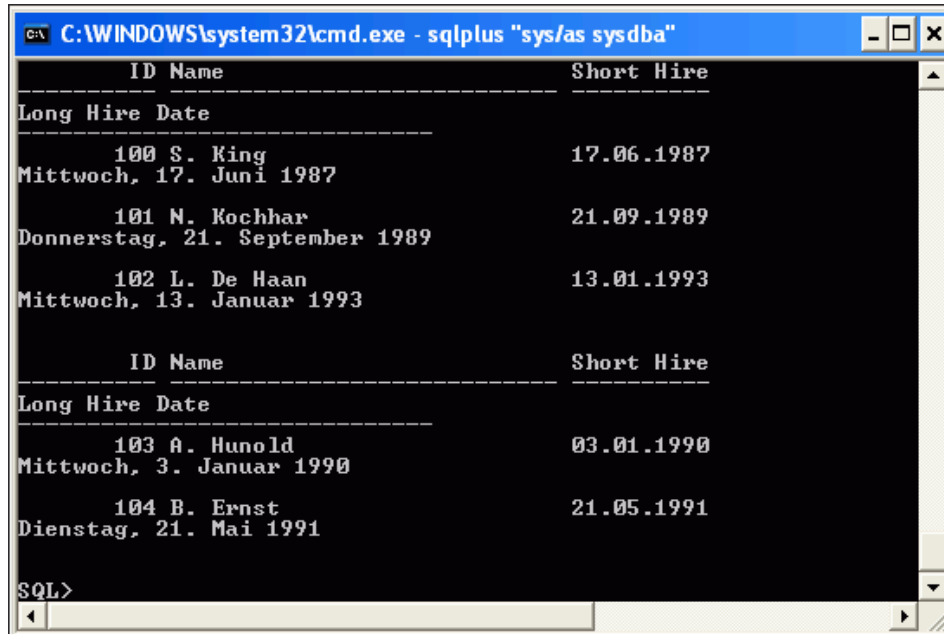 C:\WINDOWS\system32\cmd.exe - sqlplus "sys/as sysdba"
ID Name Short Hire
---------- ---------------------------- ----------
Long Hire Date
------------------------------
100 S. King 17.06.1987
Mittwoch, 17. Juni 1987
101 N. Kochhar 21.09.1989
Donnerstag, 21. September 1989
102 L. De Haan 13.01.1993
Mittwoch, 13. Januar 1993
ID Name Short Hire
---------- ---------------------------- ----------
Long Hire Date
------------------------------
103 A. Hunold 03.01.1990
Mittwoch, 3. Januar 1990
104 B. Ernst 21.05.1991
Dienstag, 21. Mai 1991
SQL>